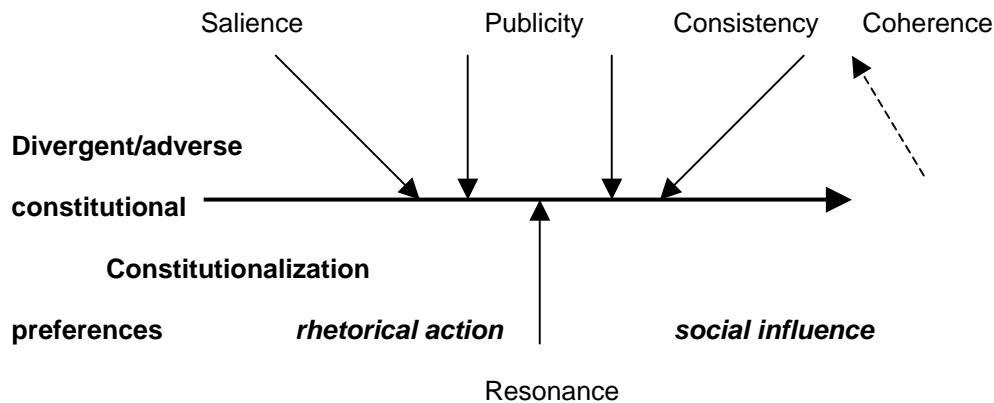 Salience Publicity Consistency Coherence
Divergent/adverse
constitutional
Constitutionalization
preferences rhetorical action social influence
Resonance